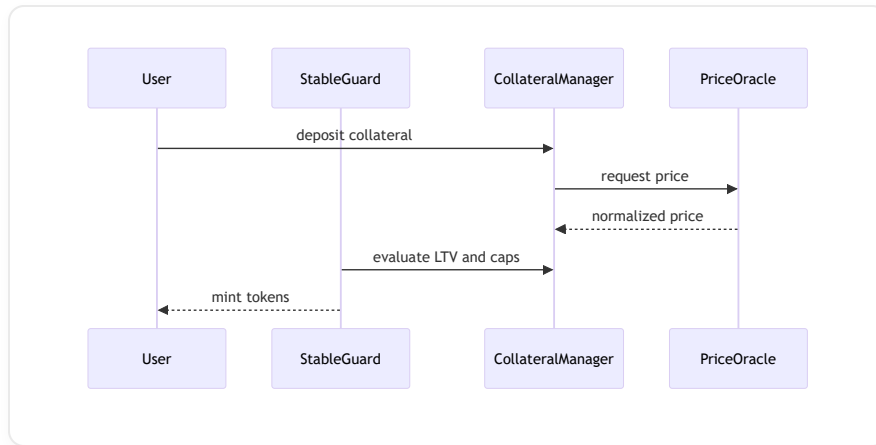 User
StableGuard
CollateralManager
PriceOracle
deposit collateral
request price
normalized price
evaluate LTV and caps
mint tokens
User
StableGuard
CollateralManager
PriceOracle